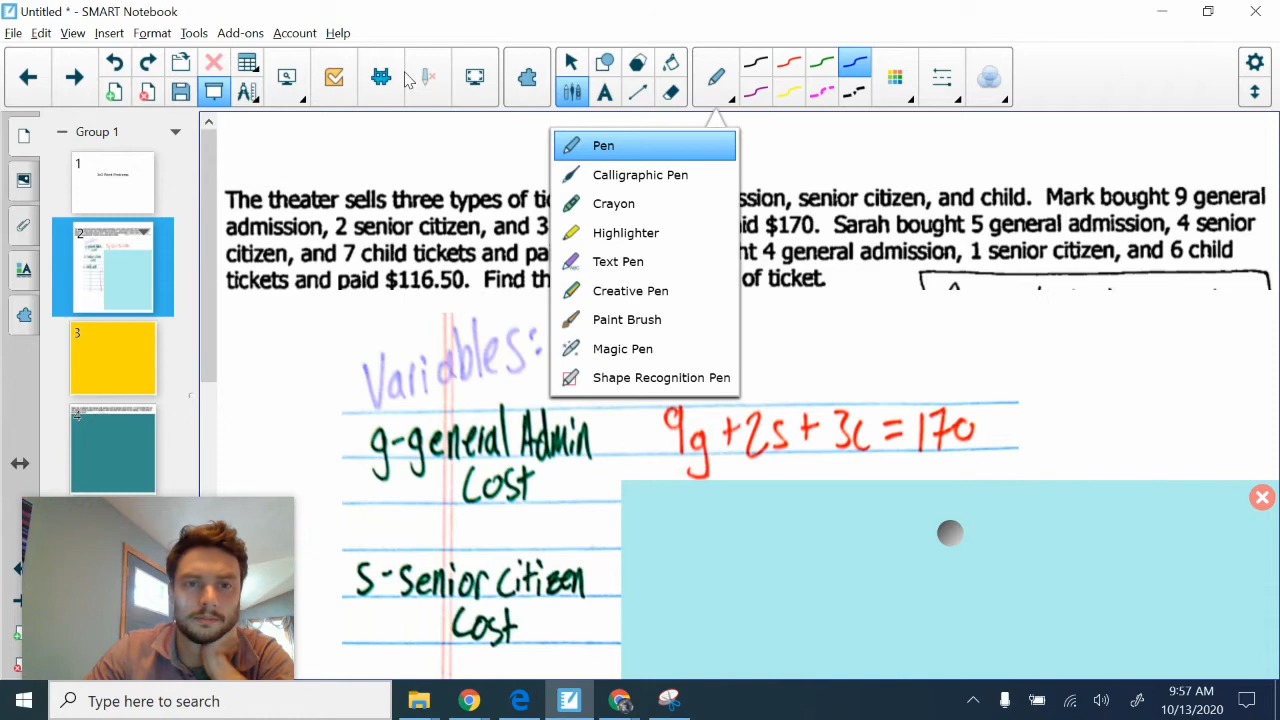 Untitled * - SMART Notebook
File Edit View Insert Format Tools Add-ons Account Help
Group 1
1
2
3
4
Pen
Calligraphic Pen
Crayon
Highlighter
Text Pen
Creative Pen
Paint Brush
Magic Pen
Shape Recognition Pen
The theater sells three types of ssion, senior citizen, and child. Mark bought 9 general
admission, 2 senior citizen, and 3 id $170. Sarah bought 5 general admission, 4 senior
citizen, and 7 child tickets and pa ht 4 general admission, 1 senior citizen, and 6 child
tickets and paid $116.50. Find th of ticket.
Variables:
g-general Admin
Cost
9g+2s+3c=170
S-Senior citizen
Cost
Type here to search
9:57 AM
10/13/2020